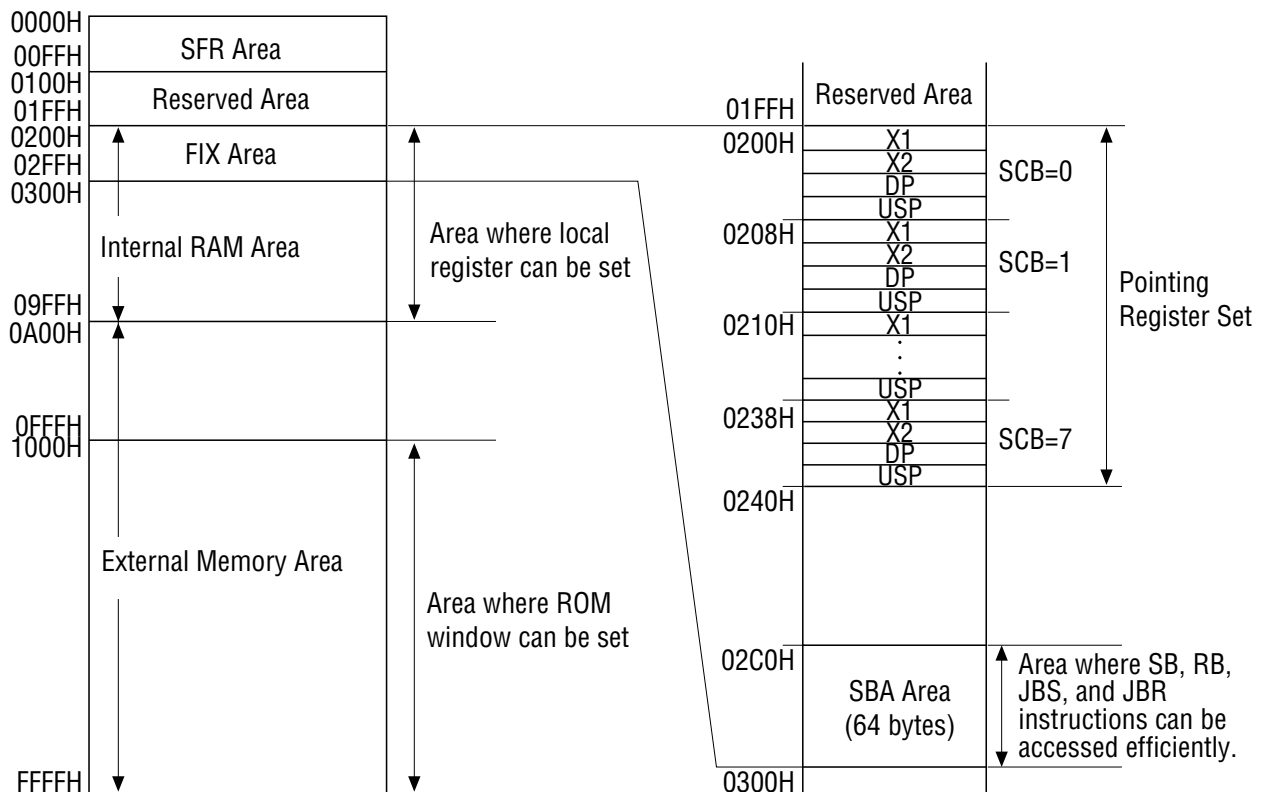 0000H
SFR Area
00FFH
0100H
Reserved Area
01FFH
0200H
FIX Area
02FFH
0300H
Internal RAM Area
Area where local
register can be set
09FFH
0A00H
0FFFH
1000H
External Memory Area
Area where ROM
window can be set
FFFFH
Reserved Area
01FFH
0200H
X1
X2
DP
USP
SCB=0
0208H
X1
X2
DP
USP
SCB=1
0210H
X1
USP
0238H
X1
X2
DP
USP
SCB=7
0240H
Pointing
Register Set
02C0H
SBA Area
(64 bytes)
Area where SB, RB,
JBS, and JBR
instructions can be
accessed efficiently.
0300H